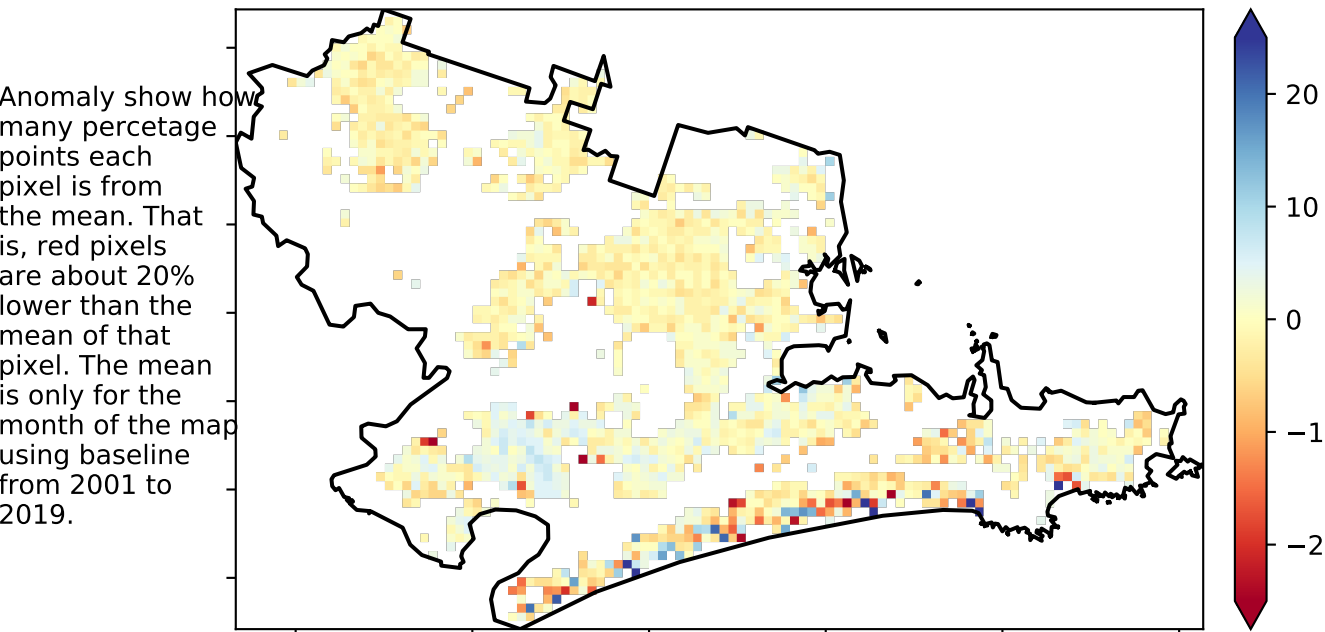 Anomaly show how
many percetage
points each
pixel is from
the mean. That
is, red pixels
are about 20%
lower than the
mean of that
pixel. The mean
is only for the
month of the map
using baseline
from 2001 to
2019.
20
10
0
−1
−2